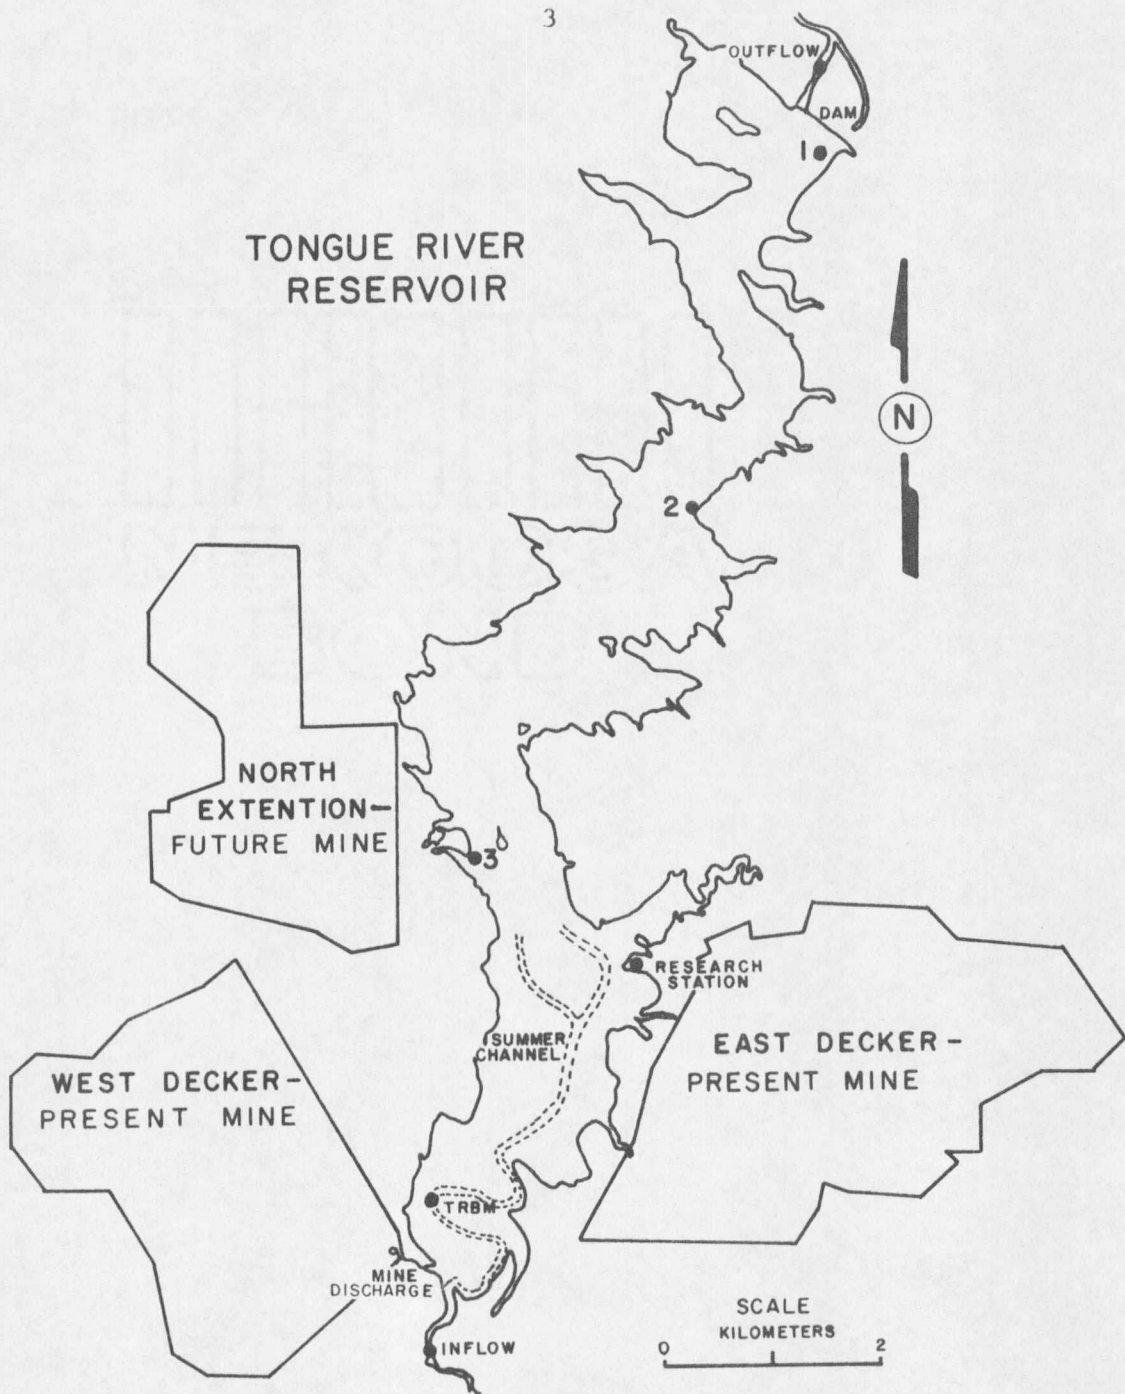 3
OUTFLOW
DAM
1
TONGUE RIVER
RESERVOIR
N
2
NORTH
EXTENTION—
FUTURE MINE
3
RESEARCH
STATION
SUMMER
CHANNEL
EAST DECKER -
PRESENT MINE
WEST DECKER -
PRESENT MINE
TRBM
MINE
DISCHARGE
INFLOW
SCALE
KILOMETERS
0 2